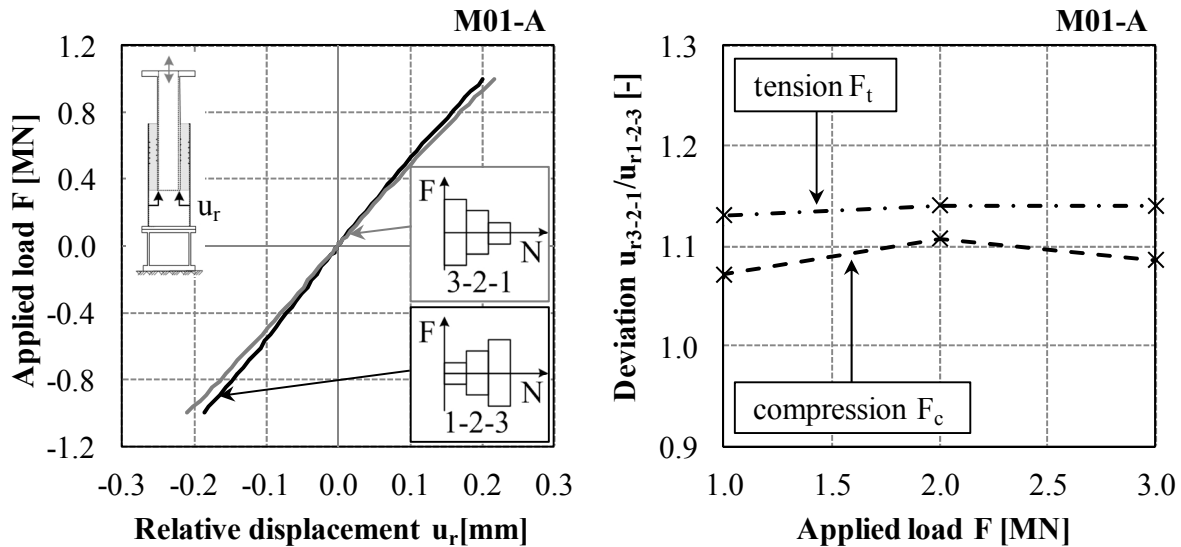 M01-A
1.2
0.8
0.4
0.0
-0.4
-0.8
-1.2
Applied load F [MN]
u_r
F
N
3-2-1
F
N
1-2-3
-0.3 -0.2 -0.1 0.0 0.1 0.2 0.3
Relative displacement u_r[mm]
M01-A
1.3
1.2
1.1
1.0
0.9
Deviation u_r3-2-1/u_r1-2-3 [-]
tension F_t
compression F_c
1.0 1.5 2.0 2.5 3.0
Applied load F [MN]